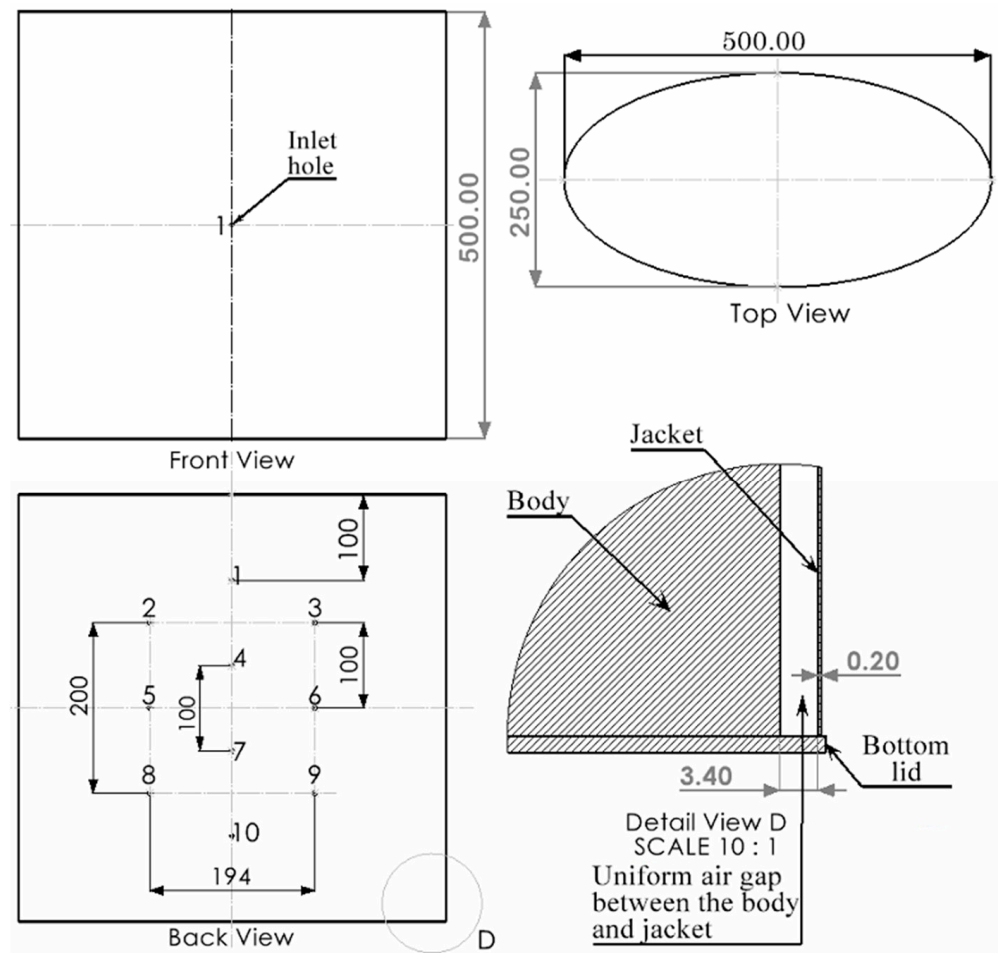 Inlet
hole
1
500.00
Front View
500.00
250.00
Top View
100
1
2
3
4
100
200
5
100
6
7
8
9
10
194
Back View
D
Jacket
Body
0.20
3.40
Bottom
lid
Detail View D
SCALE 10 : 1
Uniform air gap
between the body
and jacket